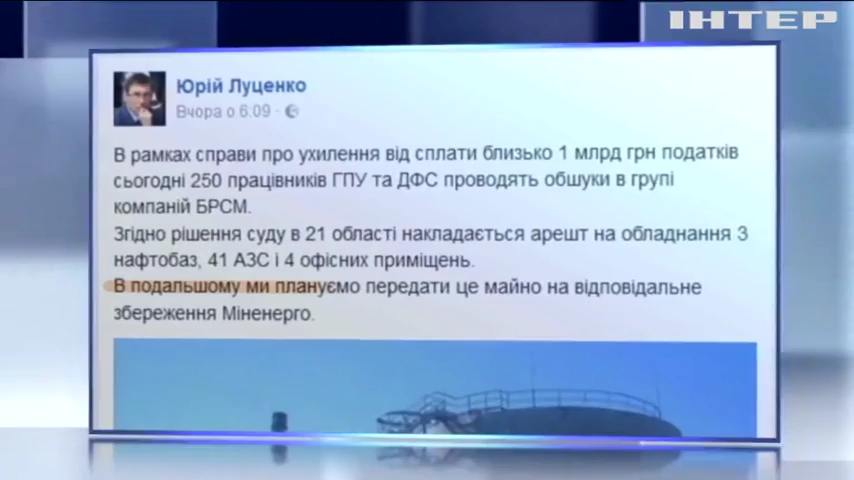 ІНТЕР
Юрій Луценко
Вчора о 6:09 ·
В рамках справи про ухилення від сплати близько 1 млрд грн податків
сьогодні 250 працівників ГПУ та ДФС проводять обшуки в групі
компаній БРСМ.
Згідно рішення суду в 21 області накладається арешт на обладнання 3
нафтобаз, 41 АЗС і 4 офісних приміщень.
В подальшому ми плануємо передати це майно на відповідальне
збереження Міненерго.